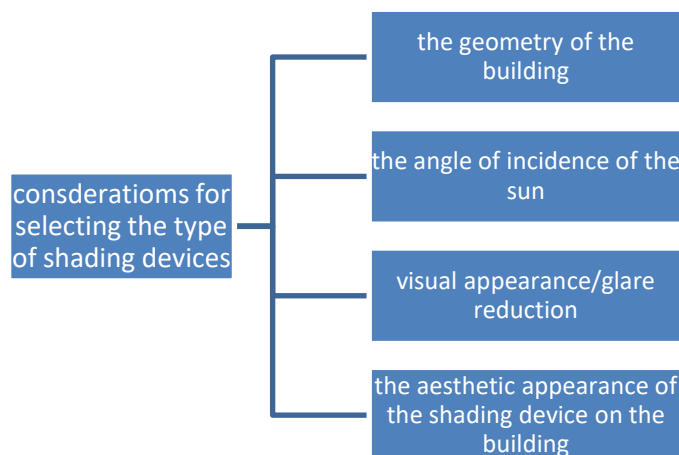 the geometry of the
building
the angle of incidence of the
sun
consderatioms for
selecting the type
of shading devices
visual appearance/glare
reduction
the aesthetic appearance of
the shading device on the
building